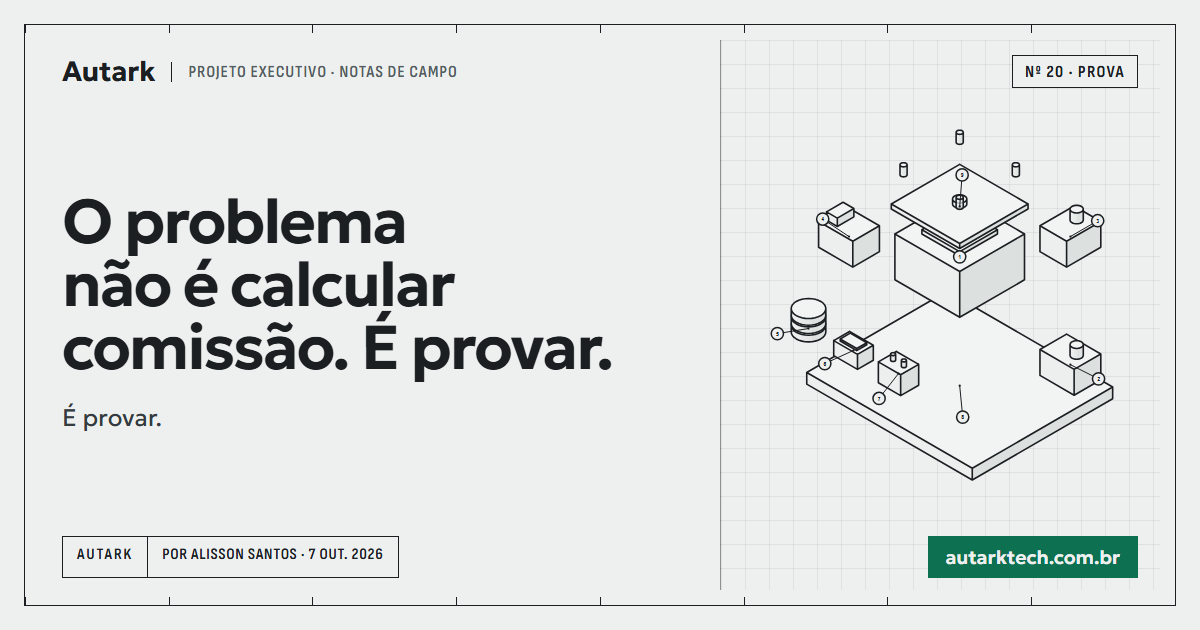 Autark
PROJETO EXECUTIVO · NOTAS DE CAMPO
Nº 20 · PROVA
O problema
não é calcular
comissão. É provar.
É provar.
AUTARK
POR ALISSON SANTOS · 7 OUT. 2026
autarktech.com.br